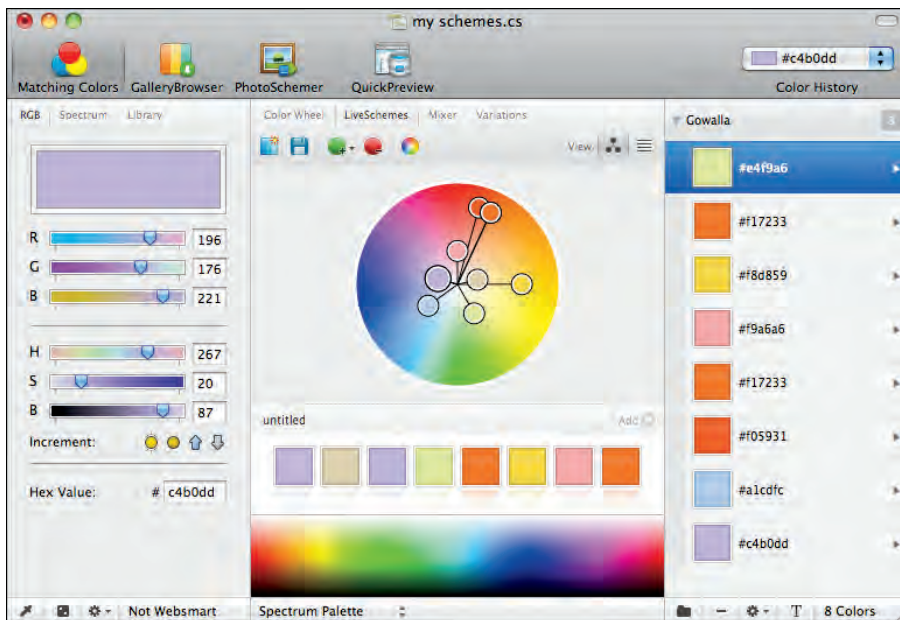 my schemes.cs
Matching Colors GalleryBrowser PhotoSchemer QuickPreview
#c4b0dd
Color History
RGB Spectrum Library
Color Wheel LiveSchemes Mixer Variations
View
R 196
G 176
B 221
H 267
S 20
B 87
Increment:
Hex Value: # c4b0dd
Not Websmart
untitled
Add
Spectrum Palette
Gowalla
#e4f9a6
#f17233
#f8d859
#f9a6a6
#f17233
#f05931
#a1cdfc
#c4b0dd
T 8 Colors